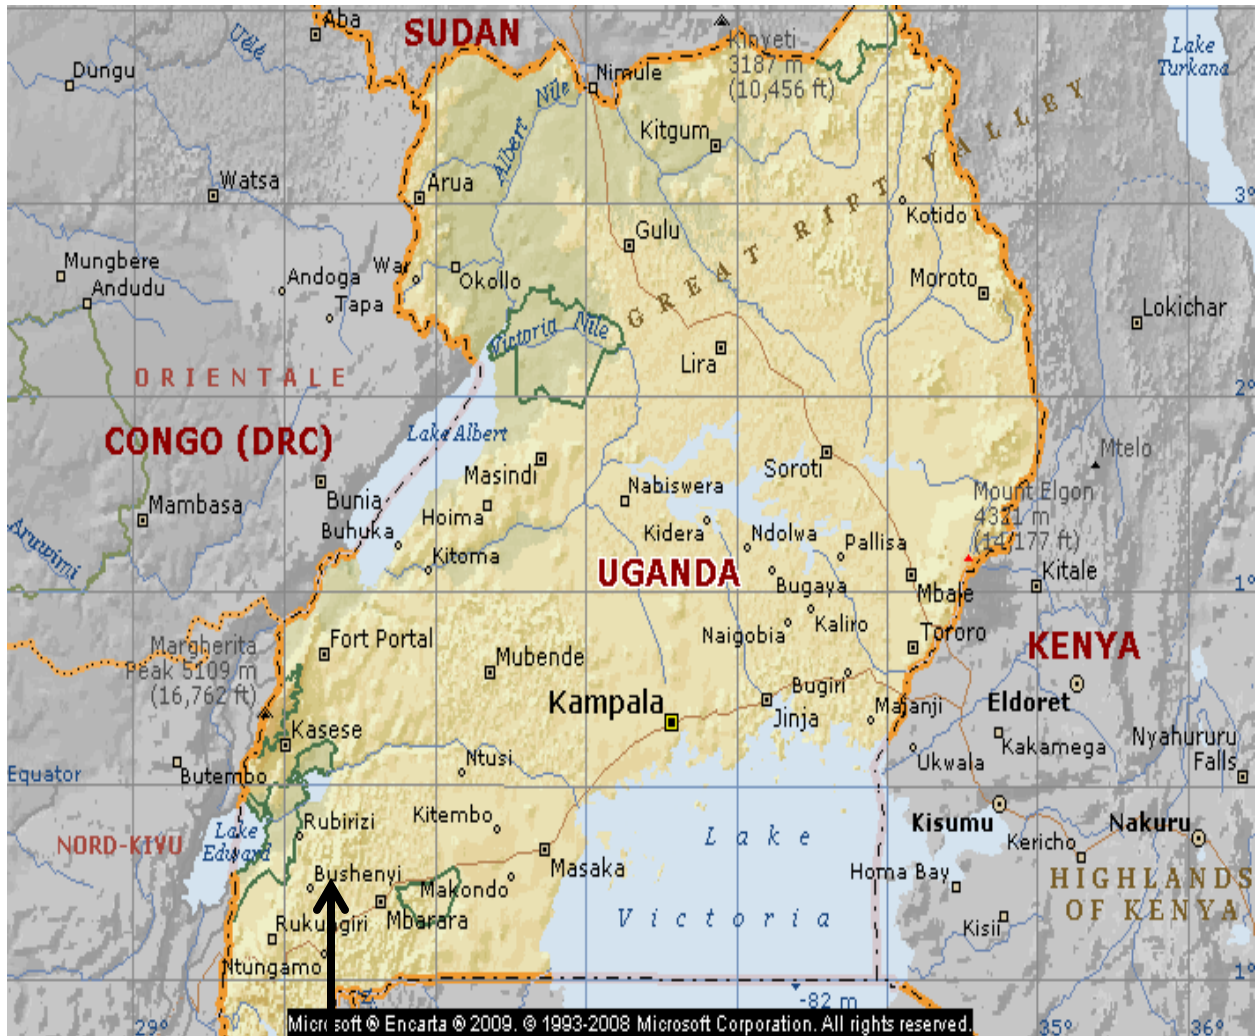 SUDAN
Aba
Uélé
Dungu
Nimule
Kinyeti
3187 m
(10,456 ft)
Lake
Turkana
Nile
Albert
Kitgum
Watsa
Arua
GREAT RIFT VALLEY
3°
Kotido
Gulu
Mungbere
Andudu
Andoga
Tapa
War
Okollo
Moroto
Lokichar
Victoria Nile
Lira
ORIENTALE
2°
CONGO (DRC)
Lake Albert
Masindi
Soroti
Mtelo
Bunia
Mambasa
Hoima
Nabiswera
Mount Elgon
4321 m
(14,177 ft)
Aruwimi
Buhuka
Kitoma
Kidera
Ndolwa
Pallisa
UGANDA
Bugaya
Mbale
Kitale
1°
Kaliro
Naigobia
Tororo
KENYA
Margherita
Peak 5109 m
(16,762 ft)
Fort Portal
Mubende
Bugiri
Kampala
Jinja
Majanji
Eldoret
Kasese
Kakamega
Nyahururu
Falls
Equator
Butembo
Ntusi
Ukwala
NORD-KIVU
Lake
Edward
Rubirizi
Kitembo
Lake
Victoria
Kisumu
Kericho
Nakuru
Masaka
Bushenyi
Makondo
Homa Bay
HIGHLANDS
OF KENYA
Mbarara
Rukungiri
Kisii
Ntungamo
1°
-82 m
29°
35°
36°
Microsoft ® Encarta ® 2009. © 1993-2008 Microsoft Corporation. All rights reserved.